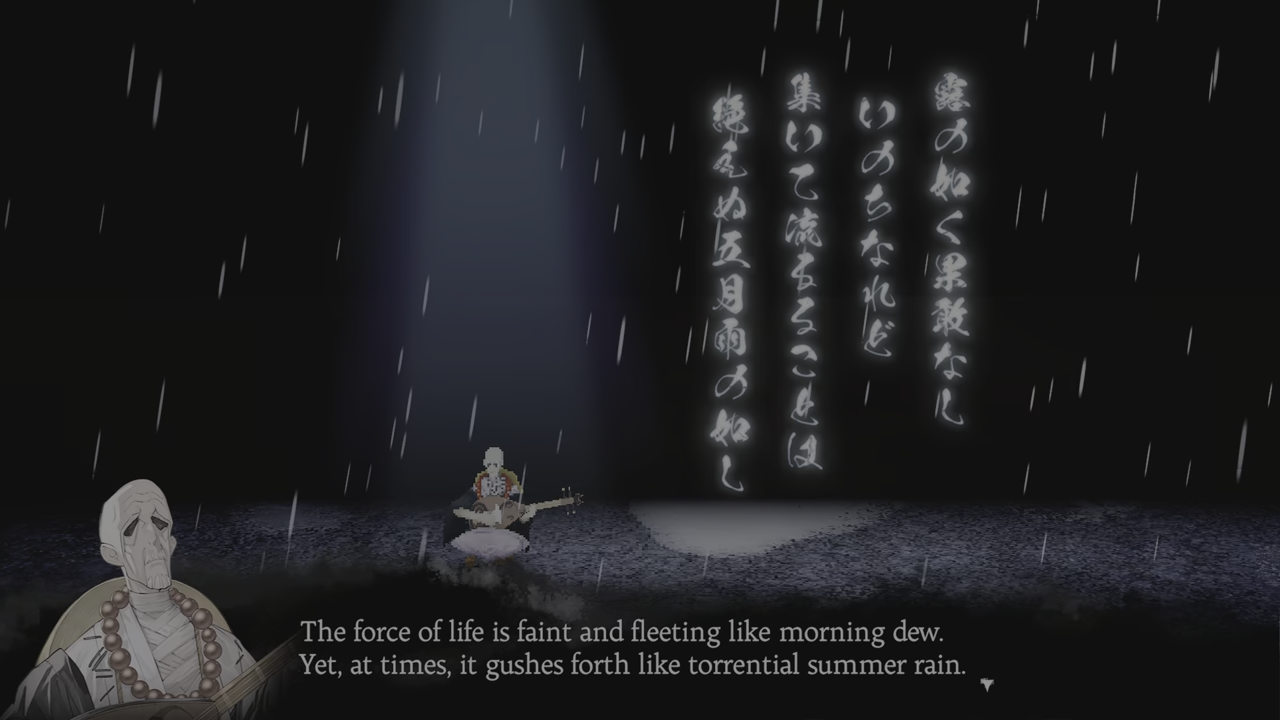 露の如く果敢なし
いのちなれど
集いて流るることは
絶えぬ五月雨の如し
The force of life is faint and fleeting like morning dew.
Yet, at times, it gushes forth like torrential summer rain.